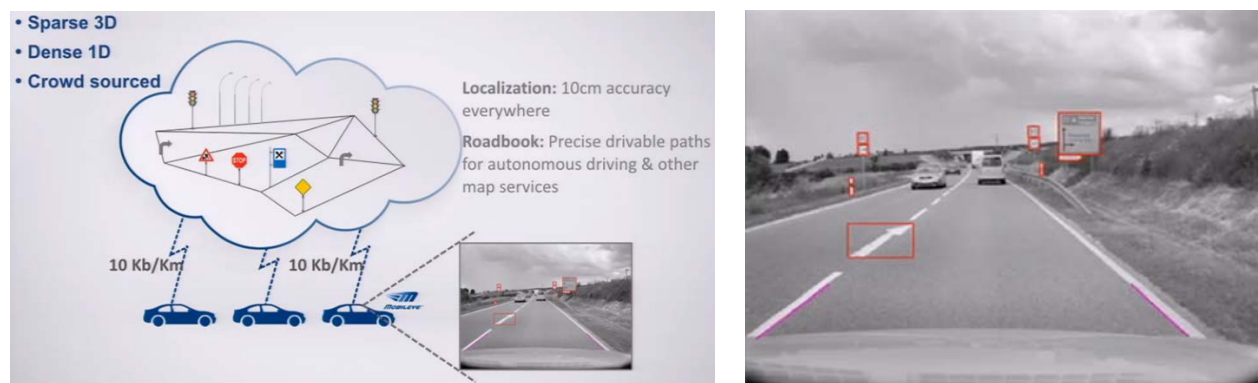 • Sparse 3D
• Dense 1D
• Crowd sourced
Localization: 10cm accuracy
everywhere
Roadbook: Precise drivable paths
for autonomous driving & other
map services
STOP
10 Kb/Km
10 Kb/Km
MOBILEYE